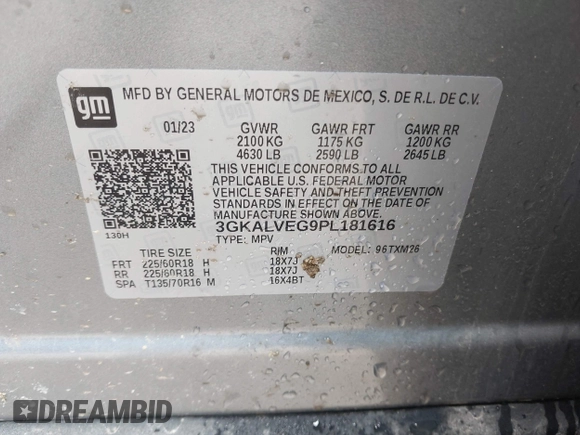 gm
MFD BY GENERAL MOTORS DE MEXICO, S. DE R.L. DE C.V.
01/23 GVWR GAWR FRT GAWR RR
2100 KG 1175 KG 1200 KG
4630 LB 2590 LB 2645 LB
THIS VEHICLE CONFORMS TO ALL
APPLICABLE U.S. FEDERAL MOTOR
VEHICLE SAFETY AND THEFT PREVENTION
STANDARDS IN EFFECT ON THE DATE OF
MANUFACTURE SHOWN ABOVE.
3GKALVEG9PL181616
130H TYPE: MPV MODEL: 96TXM26
TIRE SIZE RIM
FRT 225/60R18 H 18X7J
RR 225/60R18 H 18X7J
SPA T135/70R16 M 16X4BT
DREAMBID